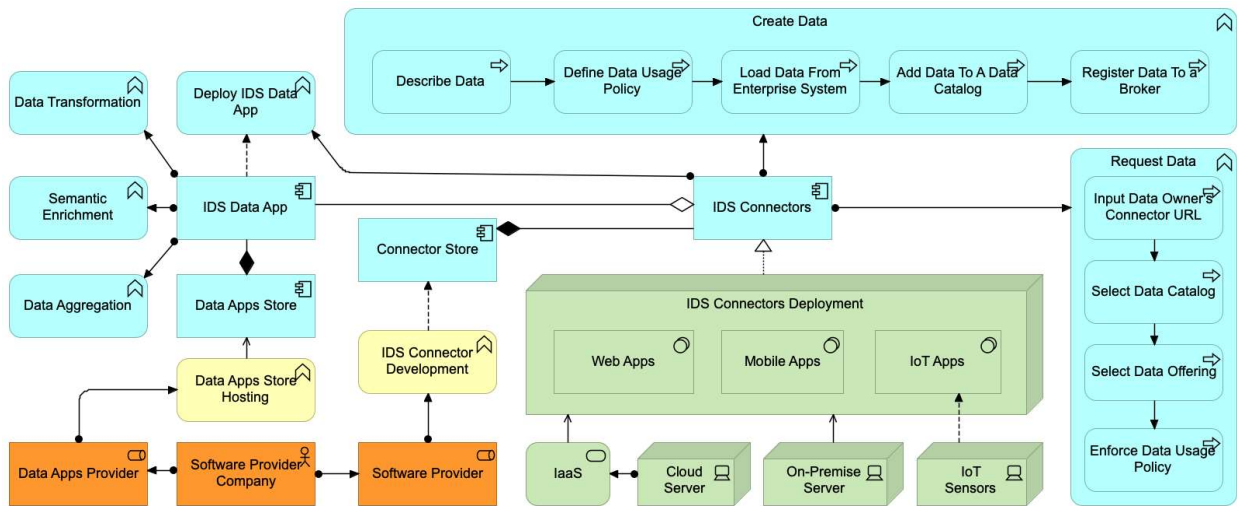 Create Data
Describe Data
Define Data Usage
Policy
Load Data From
Enterprise System
Add Data To A Data
Catalog
Register Data To a
Broker
Data Transformation
Deploy IDS Data
App
Semantic
Enrichment
IDS Data App
IDS Connectors
Connector Store
Data Aggregation
Data Apps Store
Request Data
Input Data Owner's
Connector URL
Select Data Catalog
Select Data Offering
Enforce Data Usage
Policy
IDS Connectors Deployment
Web Apps
Mobile Apps
IoT Apps
IDS Connector
Development
Data Apps Store
Hosting
Data Apps Provider
Software Provider
Company
Software Provider
IaaS
Cloud
Server
On-Premise
Server
IoT
Sensors